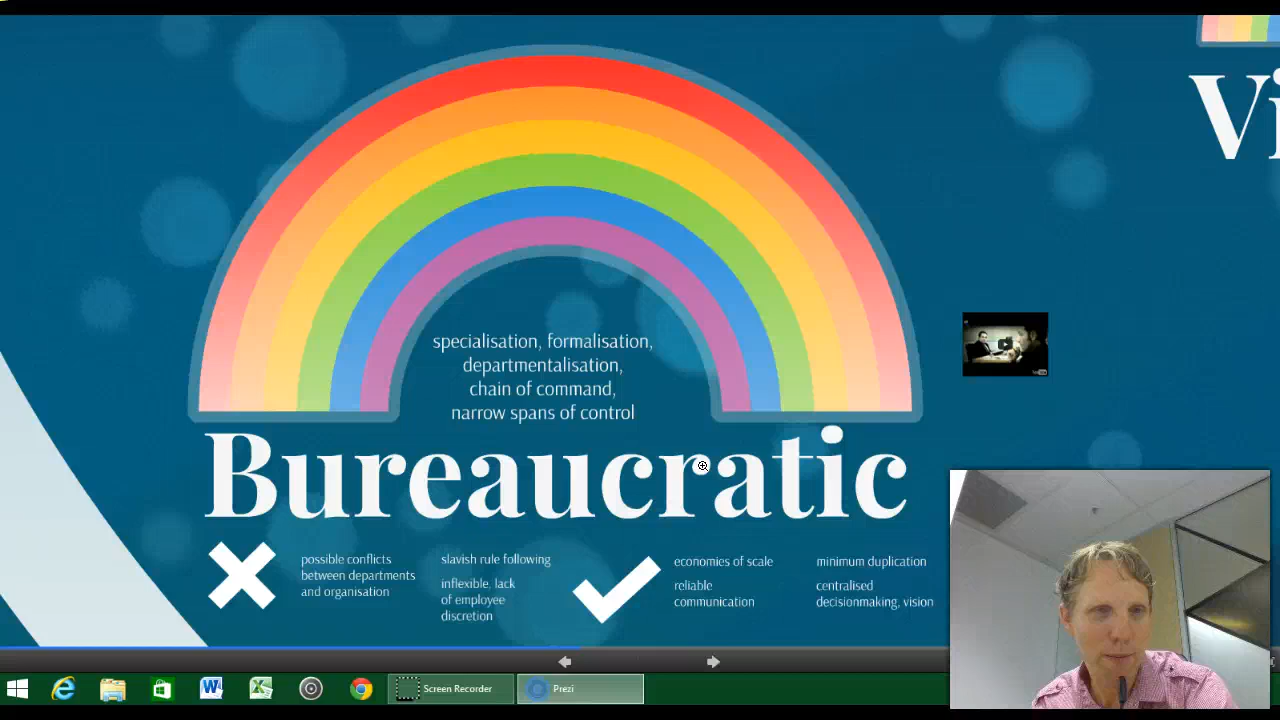 Vi
specialisation, formalisation,
departmentalisation,
chain of command,
narrow spans of control
Bureaucratic
possible conflicts
between departments
and organisation
slavish rule following
inflexible, lack
of employee
discretion
economies of scale
reliable
communication
minimum duplication
centralised
decisionmaking, vision
Screen Recorder
Prezi